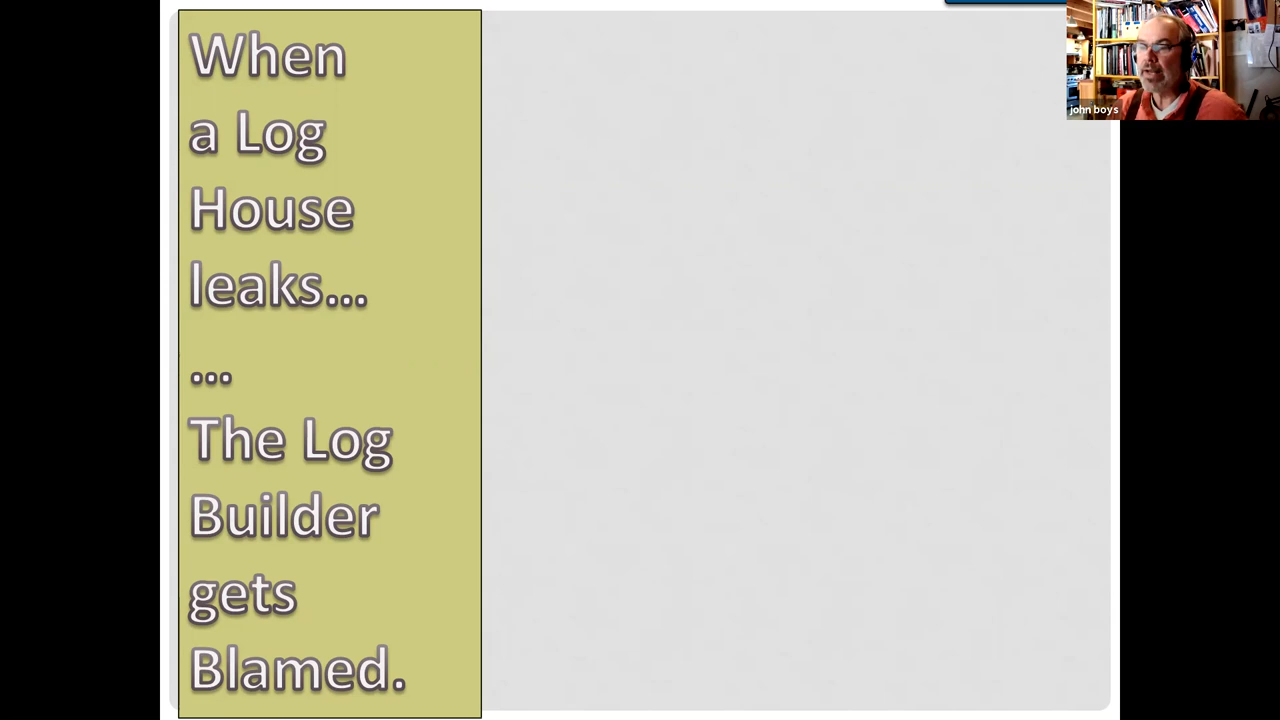 When
a Log
House
leaks...
...
The Log
Builder
gets
Blamed.
john boys